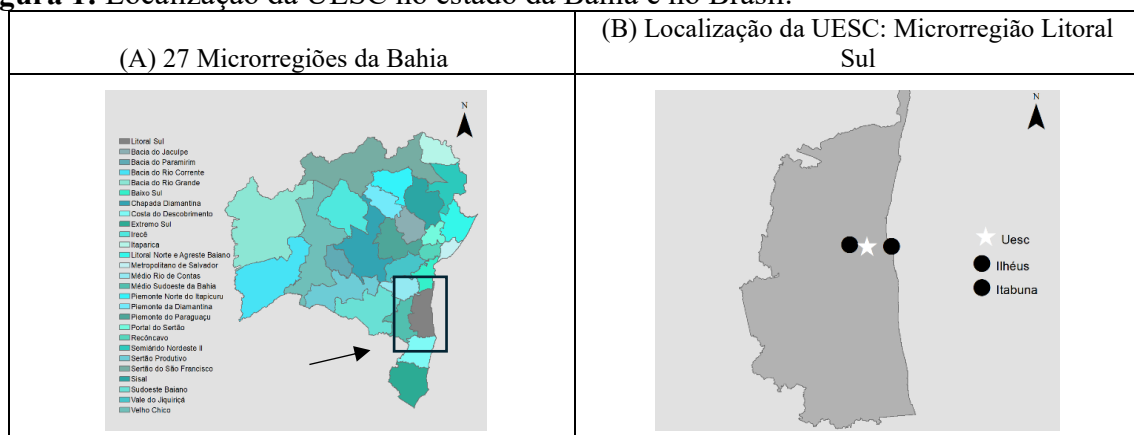 gura 1. Localização da UESC no estado da Bahia e no Brasil.
(A) 27 Microrregiões da Bahia
(B) Localização da UESC: Microrregião Litoral
Sul
N
Litoral Sul
Bacia do Jacuípe
Bacia do Paramirim
Bacia do Rio Corrente
Bacia do Rio Grande
Baixo Sul
Chapada Diamantina
Costa do Descobrimento
Extremo Sul
Irecê
Itaparica
Litoral Norte e Agreste Baiano
Metropolitano de Salvador
Médio Rio de Contas
Médio Sudoeste da Bahia
Piemonte Norte do Itapicuru
Piemonte da Diamantina
Piemonte do Paraguaçu
Portal do Sertão
Recôncavo
Semiárido Nordeste II
Sertão Produtivo
Sertão do São Francisco
Sisal
Sudoeste Baiano
Vale do Jiquiriçá
Velho Chico
N
Uesc
Ilhéus
Itabuna